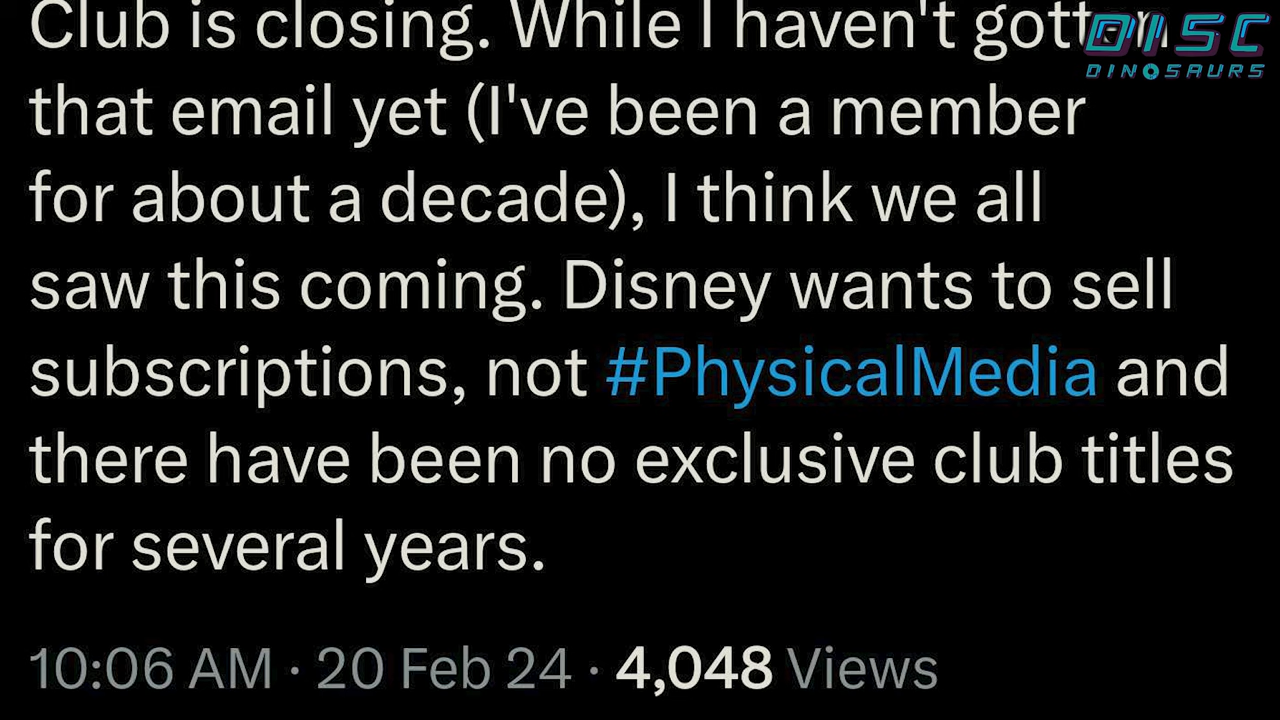 Club is closing. While I haven't gotten
that email yet (I've been a member
for about a decade), I think we all
saw this coming. Disney wants to sell
subscriptions, not #PhysicalMedia and
there have been no exclusive club titles
for several years.
10:06 AM · 20 Feb 24 · 4,048 Views
DISC
DINOSAURS